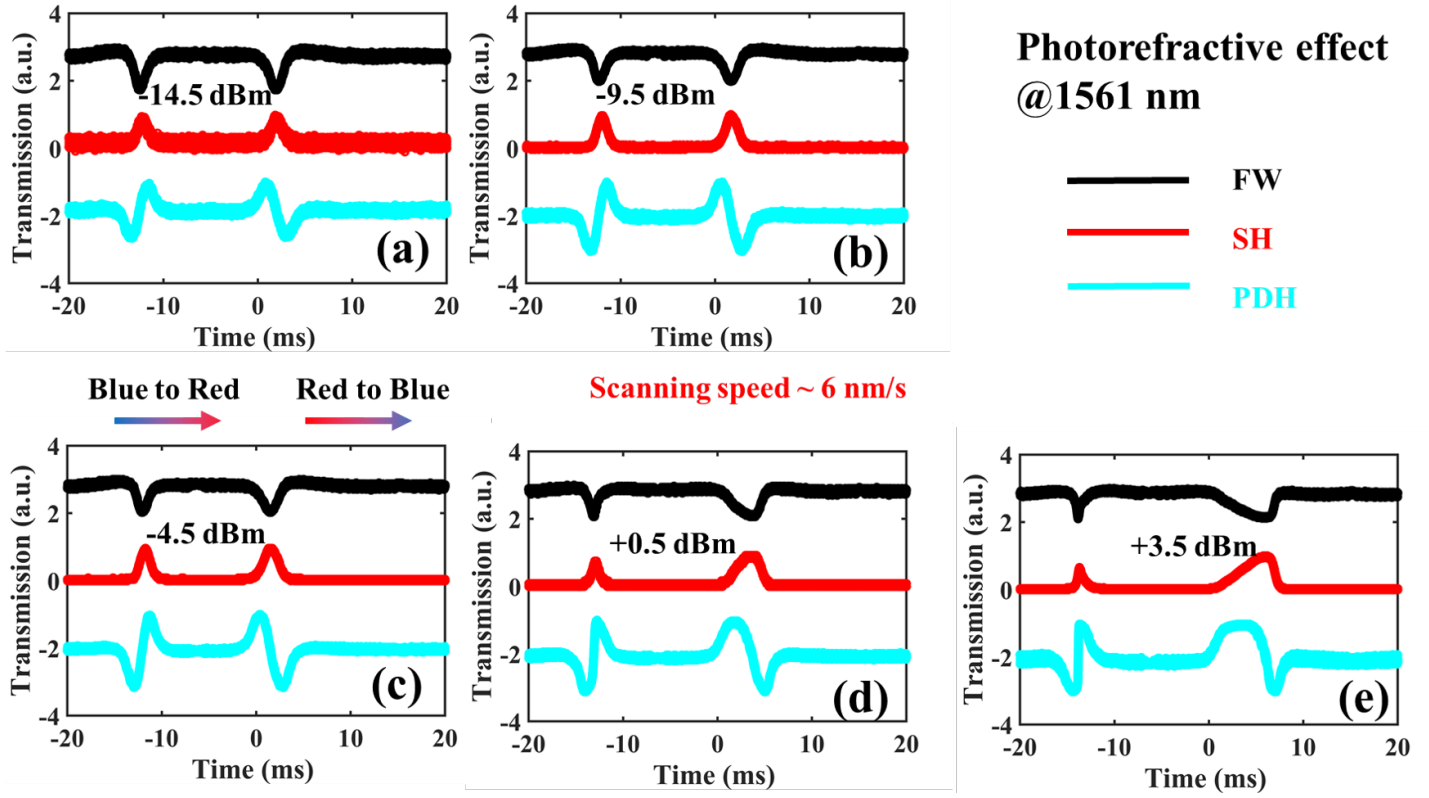 4
2
0
-2
-4
Transmission (a.u.)
-14.5 dBm
(a)
-20 -10 0 10 20
Time (ms)
4
2
0
-2
-4
Transmission (a.u.)
-9.5 dBm
(b)
-20 -10 0 10 20
Time (ms)
Photorefractive effect
@1561 nm
FW
SH
PDH
Blue to Red
Red to Blue
Scanning speed ~ 6 nm/s
4
2
0
-2
-4
Transmission (a.u.)
-4.5 dBm
(c)
-20 -10 0 10 20
Time (ms)
4
2
0
-2
-4
Transmission (a.u.)
+0.5 dBm
(d)
-20 -10 0 10 20
Time (ms)
4
2
0
-2
-4
Transmission (a.u.)
+3.5 dBm
(e)
-20 -10 0 10 20
Time (ms)